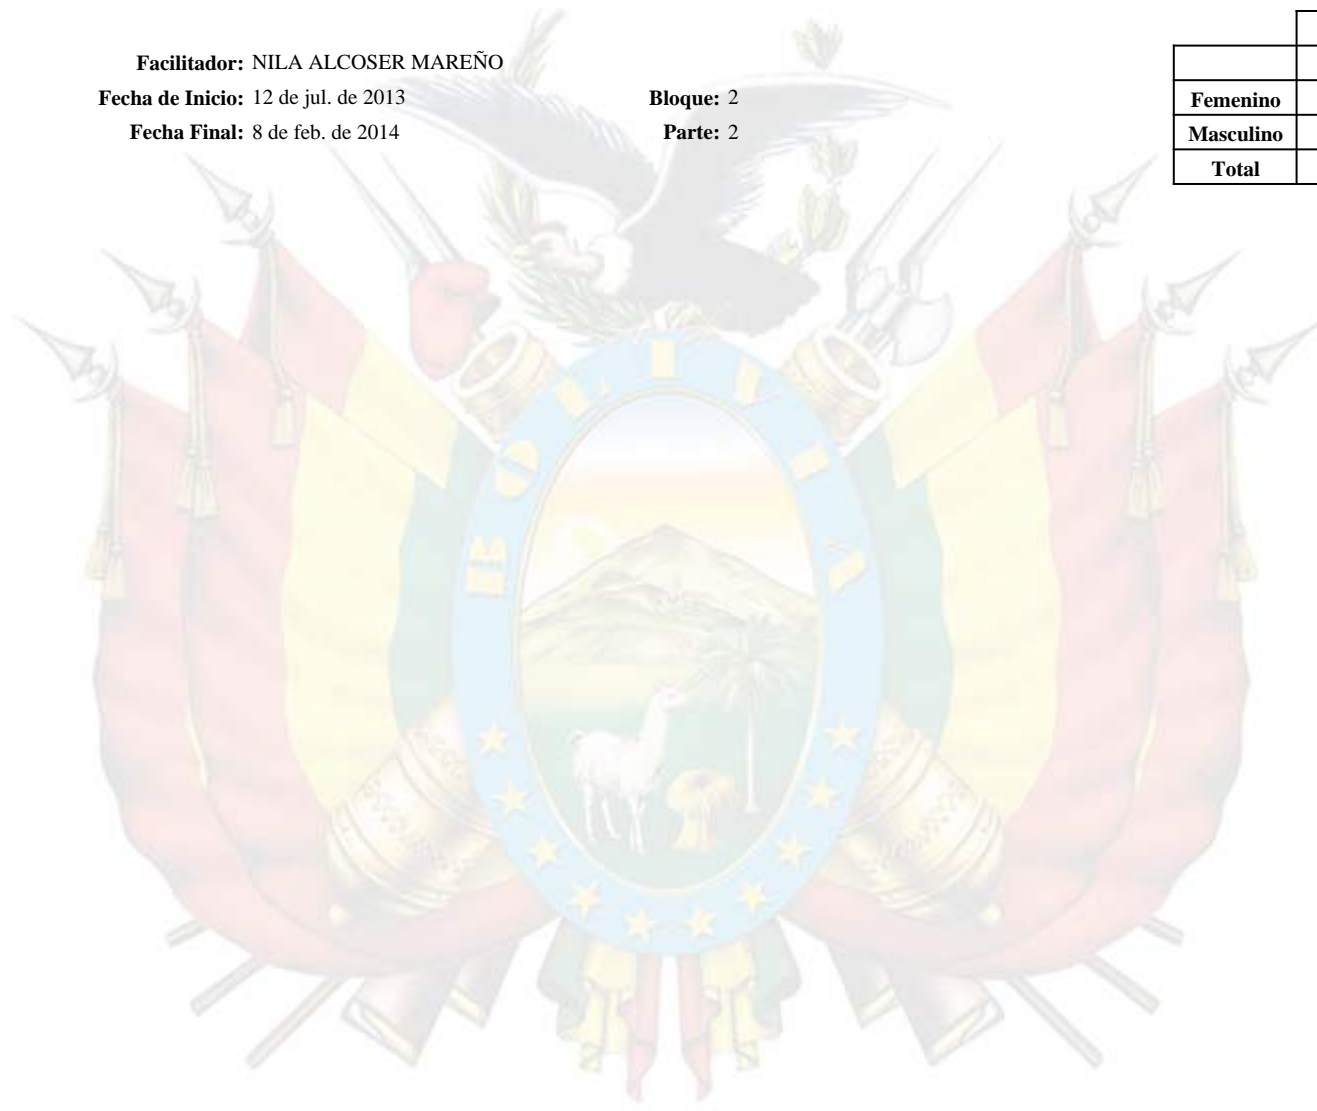 Facilitador: NILA ALCOSER MAREÑO
Fecha de Inicio: 12 de jul. de 2013 Bloque: 2
Fecha Final: 8 de feb. de 2014 Parte: 2
Femenino
Masculino
Total
BOLIVIA